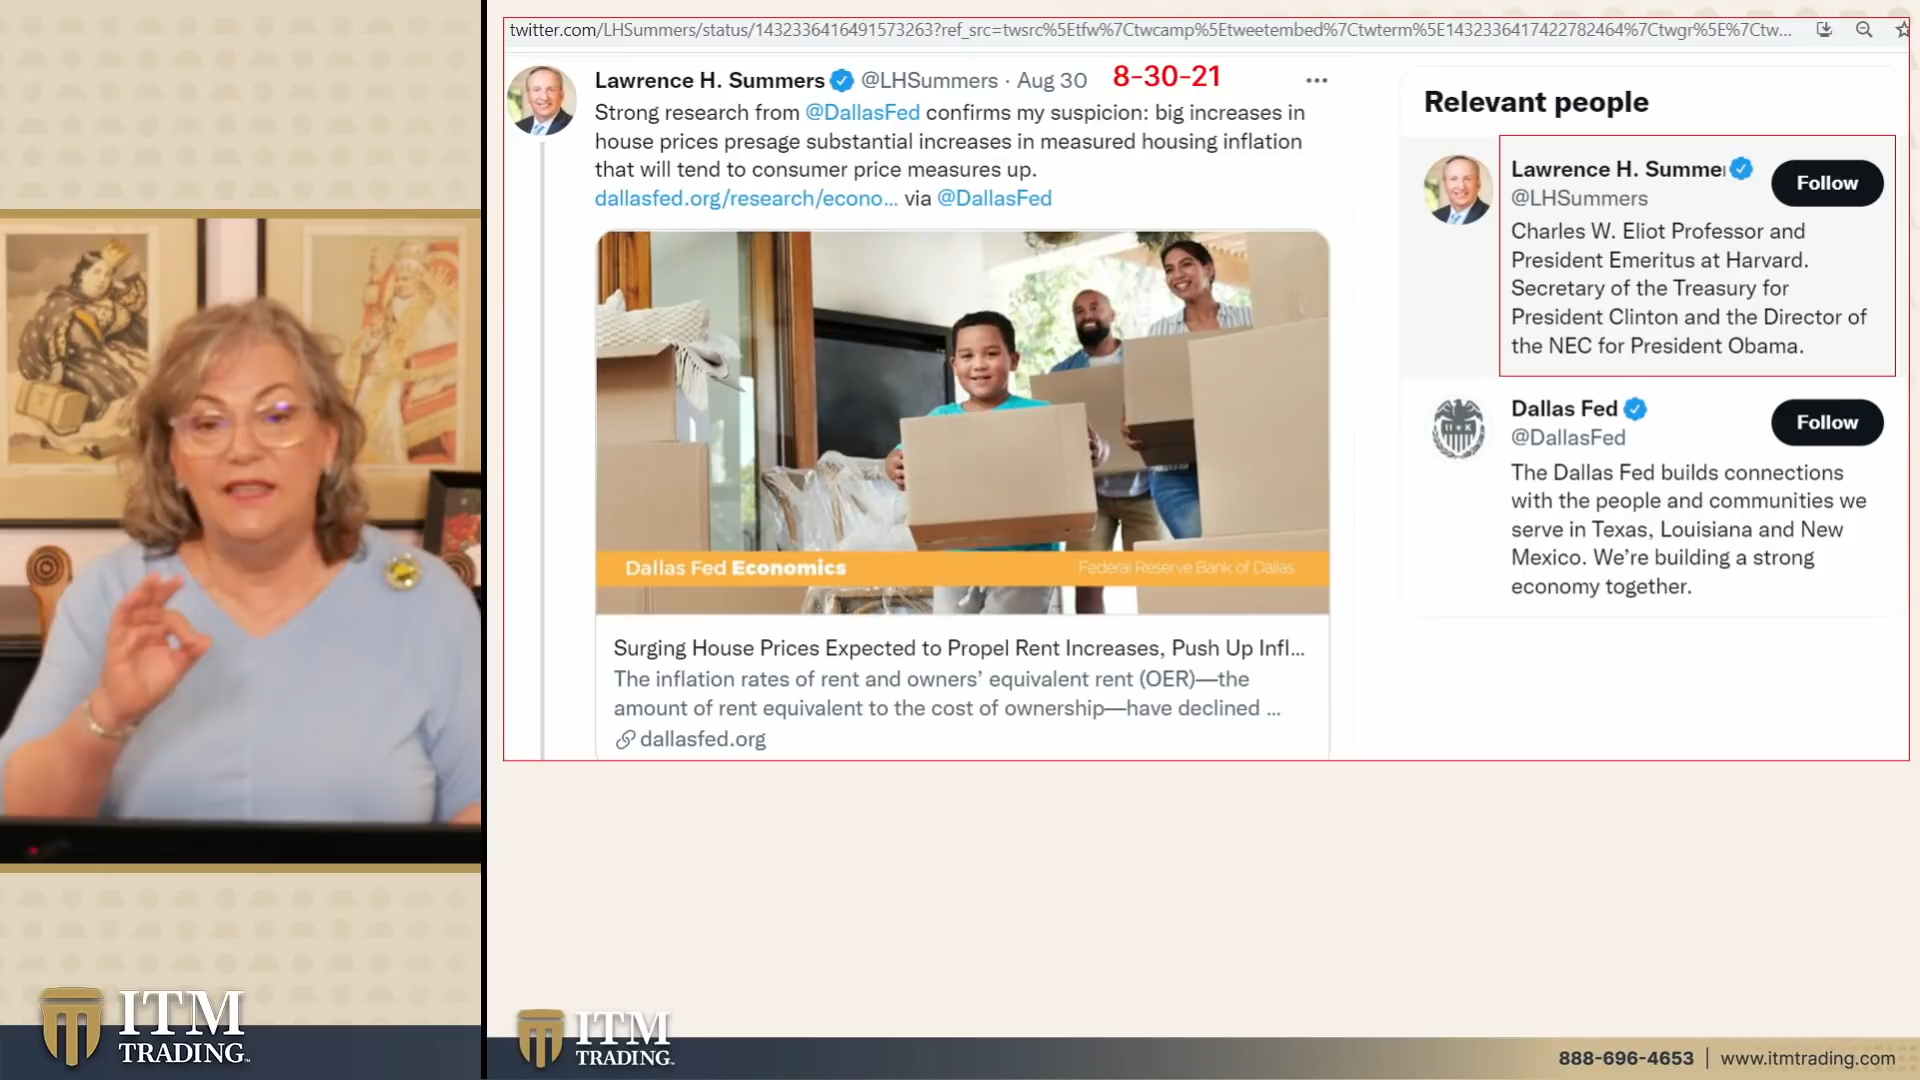 twitter.com/LHSummers/status/1432336416491573263?ref_src=twsrc%5Etfw%7Ctwcamp%5Etweetembed%7Ctwterm%5E1432336417422782464%7Ctwgr%5E%7Ctw...
Lawrence H. Summers @LHSummers · Aug 30 8-30-21
Strong research from @DallasFed confirms my suspicion: big increases in
house prices presage substantial increases in measured housing inflation
that will tend to consumer price measures up.
dallasfed.org/research/econo... via @DallasFed
Dallas Fed Economics
Federal Reserve Bank of Dallas
Surging House Prices Expected to Propel Rent Increases, Push Up Infl...
The inflation rates of rent and owners’ equivalent rent (OER)—the
amount of rent equivalent to the cost of ownership—have declined ...
dallasfed.org
Relevant people
Lawrence H. Summe
Follow
@LHSummers
Charles W. Eliot Professor and
President Emeritus at Harvard.
Secretary of the Treasury for
President Clinton and the Director of
the NEC for President Obama.
Dallas Fed
Follow
@DallasFed
The Dallas Fed builds connections
with the people and communities we
serve in Texas, Louisiana and New
Mexico. We’re building a strong
economy together.
ITM
TRADING
ITM
TRADING
888-696-4653 | www.itmtrading.com